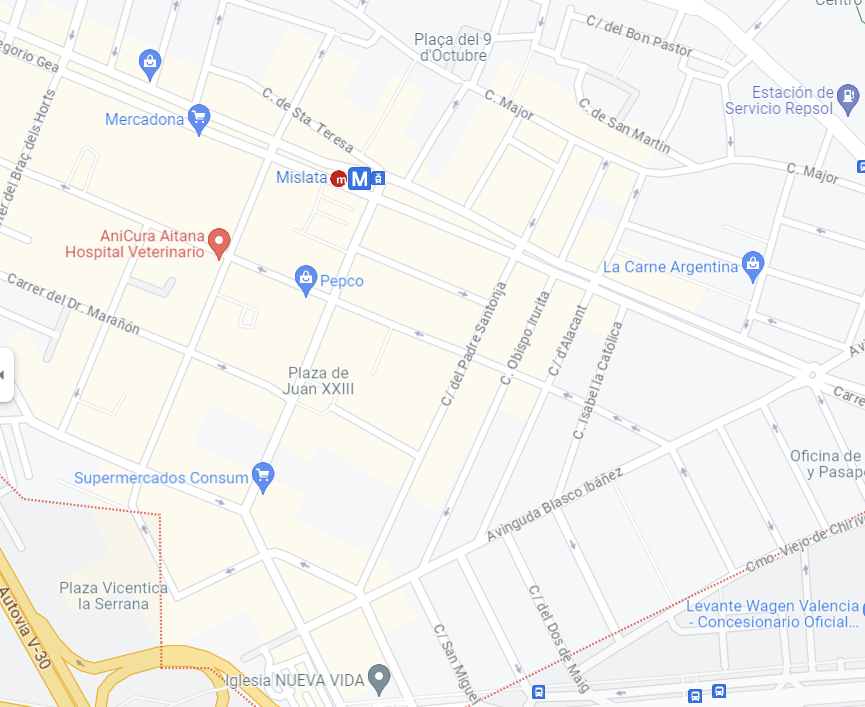 Centro
C/ del Bon Pastor
Plaça del 9
d'Octubre
egorio Gea
Estación de
Servicio Repsol
C. Major
C. de Sta. Teresa
C. de San Martin
Mercadona
rer del Braç dels Horts
C. Major
Mislata
m
M
AniCura Aitana
Hospital Veterinario
La Carne Argentina
Pepco
Carrer del Dr. Marañón
C/ del Padre Santonja
C. Obispo Irurita
C/ d'Alacant
C. Isabel la Católica
Avi
Plaza de
Juan XXIII
Carre
Supermercados Consum
Oficina de
y Pasap
Avinguda Blasco Ibáñez
Cmo. Viejo de Chiriv
Plaza Vicentica
la Serrana
Autovia V-30
C/ del Dos de Maig
Levante Wagen Valencia
- Concesionario Oficial...
C/ San Miguel
Iglesia NUEVA VIDA